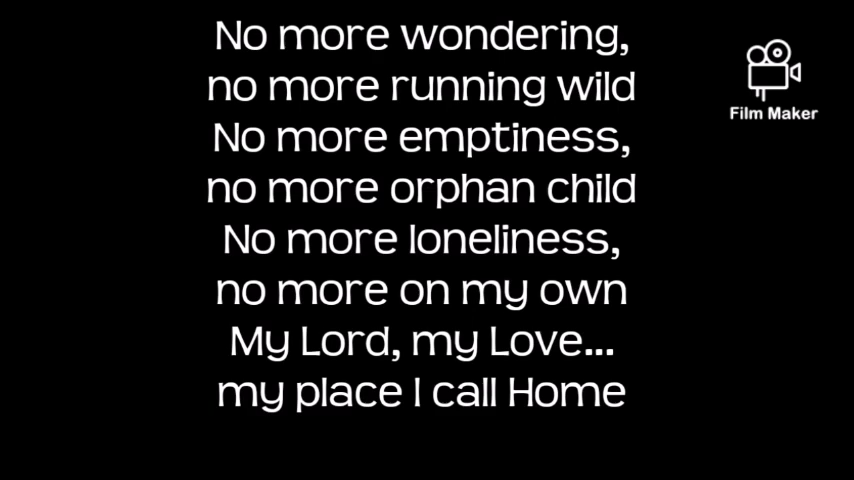 No more wondering,
no more running wild
No more emptiness,
no more orphan child
No more loneliness,
no more on my own
My Lord, my Love...
my place I call Home
Film Maker